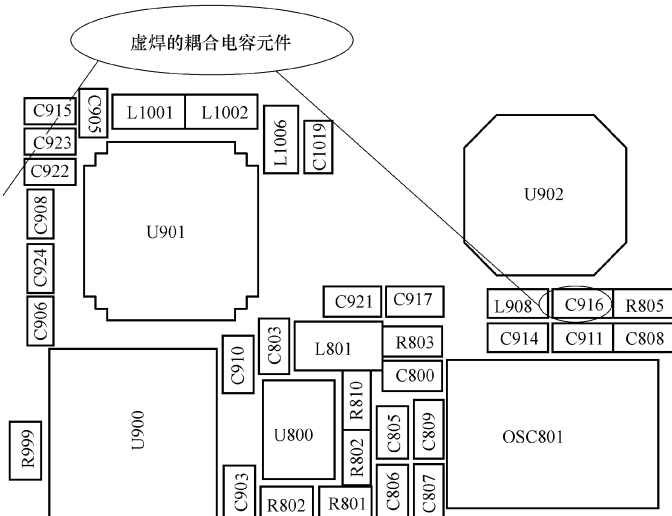 虚焊的耦合电容元件
C915
C905
L1001
L1002
L1006
C1019
C923
C922
C908
C924
C906
U901
U902
C921
C917
L908
C916
R805
C914
C911
C808
C910
C803
L801
R803
C800
R999
U900
U800
R810
R802
C805
C809
OSC801
C903
R802
R801
C806
C807